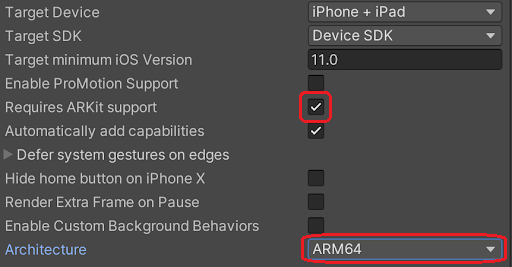 Target Device iPhone + iPad
Target SDK Device SDK
Target minimum iOS Version 11.0
Enable ProMotion Support
Requires ARKit support
Automatically add capabilities
Defer system gestures on edges
Hide home button on iPhone X
Render Extra Frame on Pause
Enable Custom Background Behaviors
Architecture ARM64